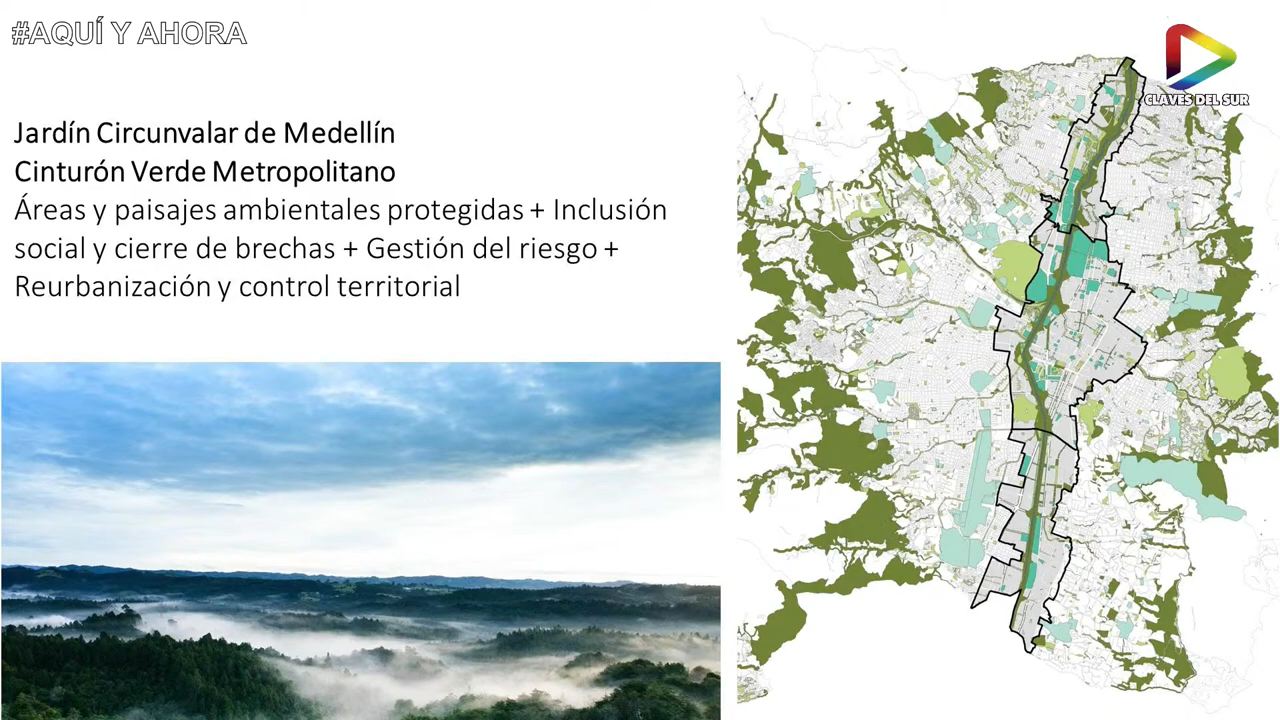 #AQUÍ Y AHORA
CLAVES DEL SUR
Jardín Circunvalar de Medellín
Cinturón Verde Metropolitano
Áreas y paisajes ambientales protegidas + Inclusión
social y cierre de brechas + Gestión del riesgo +
Reurbanización y control territorial